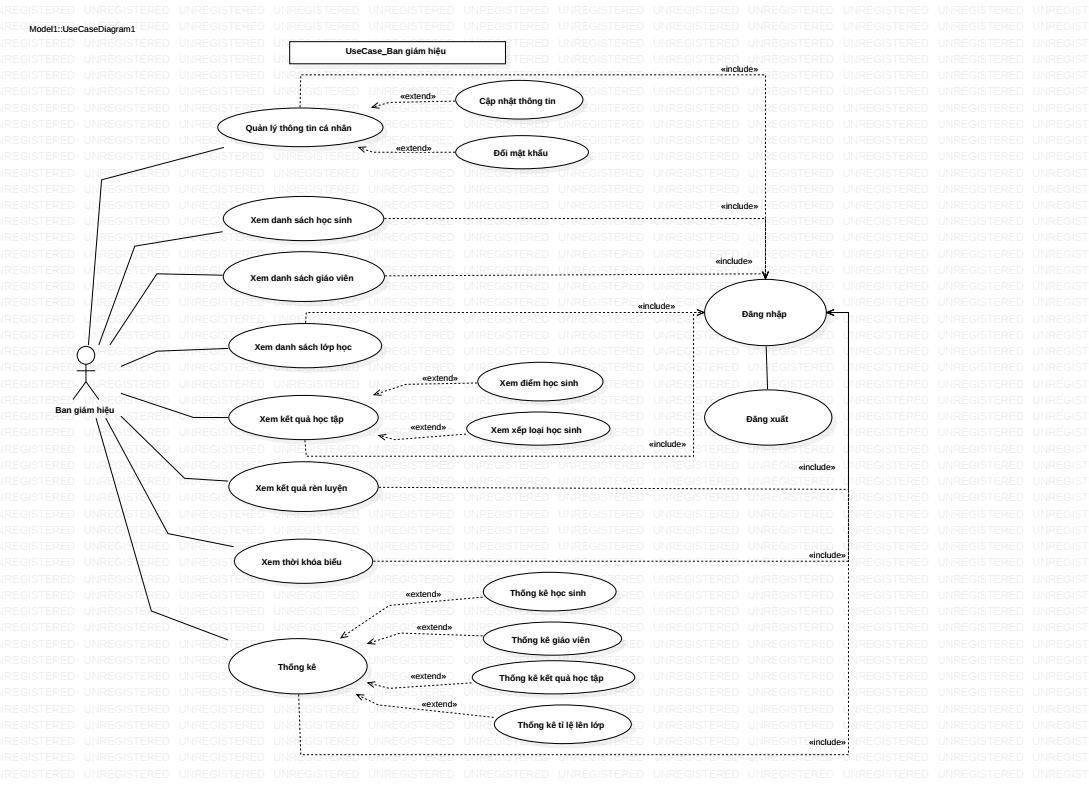 Model1::UseCaseDiagram1
UseCase_Ban giám hiệu
«include»
«extend»
Cập nhật thông tin
Quản lý thông tin cá nhân
«extend»
Đổi mật khẩu
«include»
Xem danh sách học sinh
«include»
Xem danh sách giáo viên
«include»
Đăng nhập
Xem danh sách lớp học
«extend»
Xem điểm học sinh
Ban giám hiệu
Xem kết quả học tập
Đăng xuất
«extend»
Xem xếp loại học sinh
«include»
«include»
Xem kết quả rèn luyện
«include»
Xem thời khóa biểu
«extend»
Thống kê học sinh
«extend»
Thống kê giáo viên
Thống kê
«extend»
Thống kê kết quả học tập
«extend»
Thống kê tỉ lệ lên lớp
«include»
UNREGISTERED